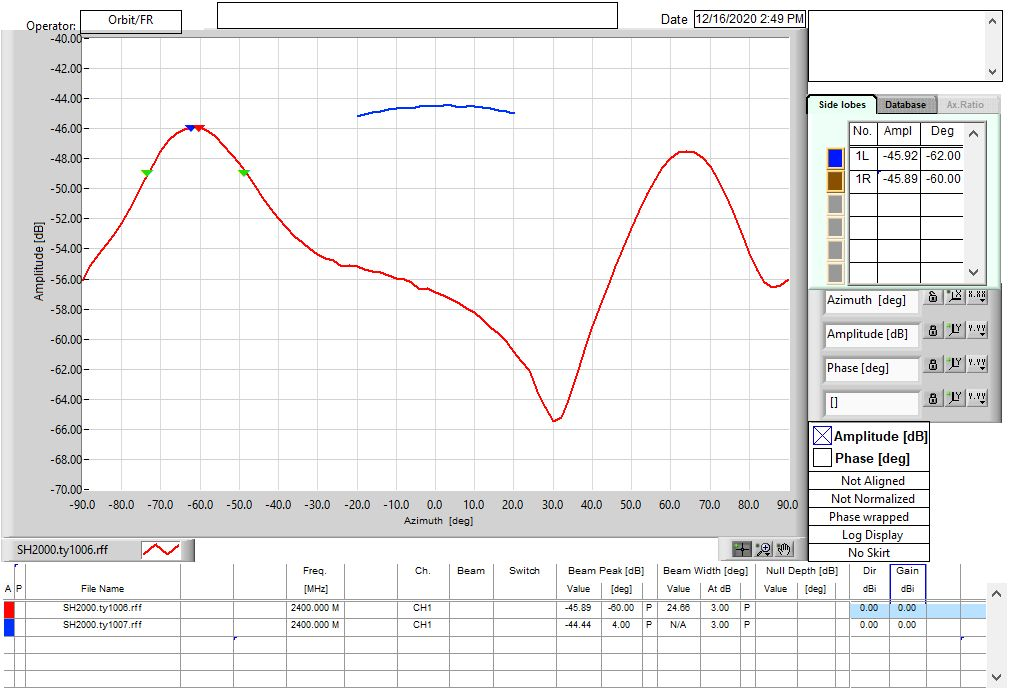 Operator: Orbit/FR Date 12/16/2020 2:49 PM
-40.00
-42.00
-44.00
-46.00
-48.00
-50.00
-52.00
-54.00
-56.00
-58.00
-60.00
-62.00
-64.00
-66.00
-68.00
-70.00
Amplitude [dB]
-90.0 -80.0 -70.0 -60.0 -50.0 -40.0 -30.0 -20.0 -10.0 0.0 10.0 20.0 30.0 40.0 50.0 60.0 70.0 80.0 90.0
Azimuth [deg]
Side lobes Database Ax.Ratio
No. Ampl Deg
1L -45.92 -62.00
1R -45.89 -60.00
Azimuth [deg] X.XX
Amplitude [dB] Y.YY
Phase [deg] Y.YY
[] Y.YY
Amplitude [dB]
Phase [deg]
Not Aligned
Not Normalized
Phase wrapped
Log Display
No Skirt
SH2000.ty1006.rff
Freq. Ch. Beam Switch Beam Peak [dB] Beam Width [deg] Null Depth [dB] Dir Gain
A P File Name [MHz] Value [deg] Value At dB Value [deg] dBi dBi
SH2000.ty1006.rff 2400.000 M CH1 -45.89 -60.00 P 24.66 3.00 P 0.00 0.00
SH2000.ty1007.rff 2400.000 M CH1 -44.44 4.00 P N/A 3.00 P 0.00 0.00